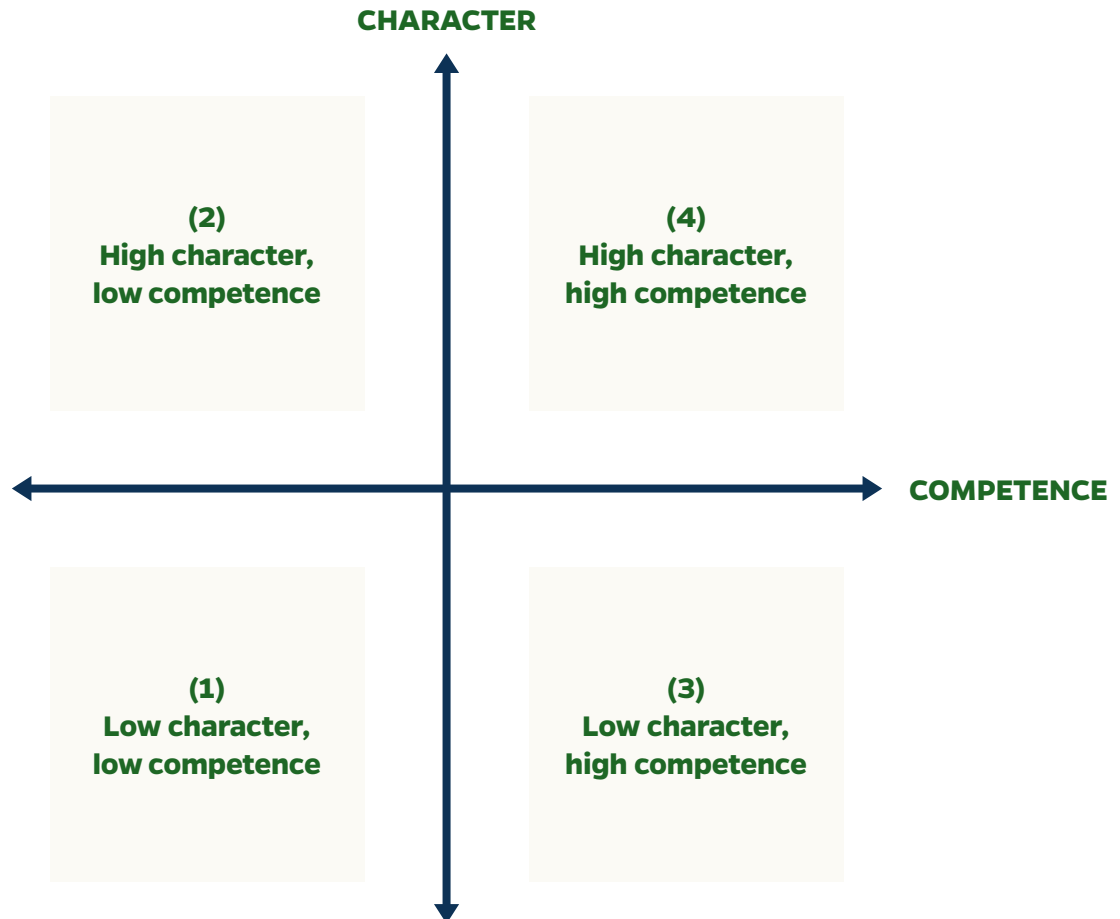 CHARACTER
(2)
High character,
low competence
(4)
High character,
high competence
COMPETENCE
(1)
Low character,
low competence
(3)
Low character,
high competence